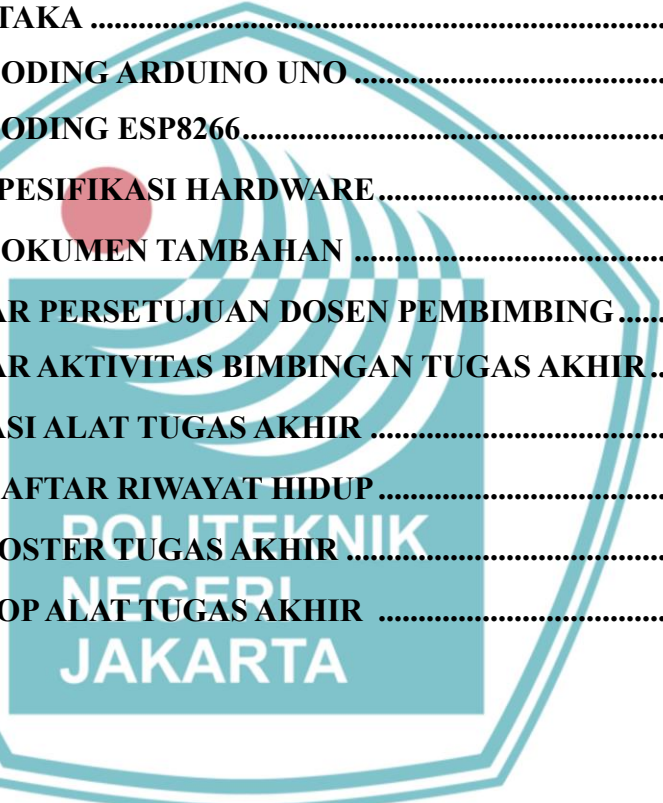 TAKA ........................................................................
ODING ARDUINO UNO ........................................
ODING ESP8266........................................................
PESIFIKASI HARDWARE.....................................
OKUMEN TAMBAHAN ........................................
AR PERSETUJUAN DOSEN PEMBIMBING......
AR AKTIVITAS BIMBINGAN TUGAS AKHIR..
ASI ALAT TUGAS AKHIR ......................................
AFTAR RIWAYAT HIDUP.....................................
OSTER TUGAS AKHIR .........................................
OP ALAT TUGAS AKHIR .....................................
POLITEKNIK
NEGERI
JAKARTA